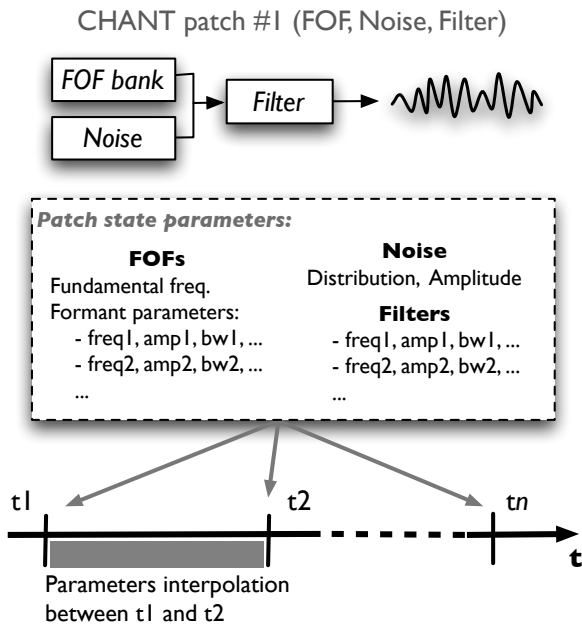 CHANT patch #1 (FOF, Noise, Filter)
FOF bank
Noise
Filter
Patch state parameters:
FOFs
Fundamental freq.
Formant parameters:
- freq1, amp1, bw1, ...
- freq2, amp2, bw2, ...
...
Noise
Distribution, Amplitude
Filters
- freq1, amp1, bw1, ...
- freq2, amp2, bw2, ...
...
t1
t2
tn
t
Parameters interpolation
between t1 and t2